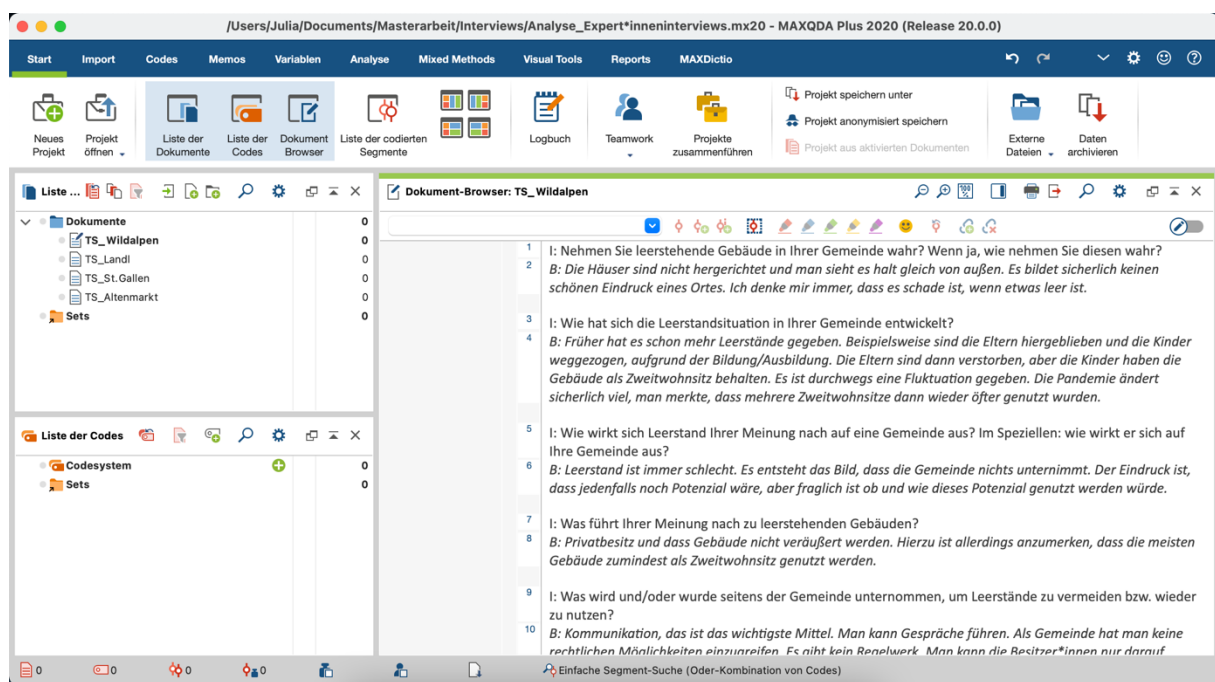 /Users/Julia/Documents/Masterarbeit/Interviews/Analyse_Expert*inneninterviews.mx20 - MAXQDA Plus 2020 (Release 20.0.0)
Start Import Codes Memos Variablen Analyse Mixed Methods Visual Tools Reports MAXDictio
Neues Projekt
Projekt öffnen
Liste der Dokumente
Liste der Codes
Dokument Browser
Liste der codierten Segmente
Logbuch
Teamwork
Projekte zusammenführen
Projekt speichern unter
Projekt anonymisiert speichern
Projekt aus aktivierten Dokumenten
Externe Dateien
Daten archivieren
Liste ...
Dokumente 0
TS_Wildalpen 0
TS_Landl 0
TS_St.Gallen 0
TS_Altenmarkt 0
Sets 0
Liste der Codes
Codesystem 0
Sets 0
Dokument-Browser: TS_Wildalpen
100 %
1 I: Nehmen Sie leerstehende Gebäude in Ihrer Gemeinde wahr? Wenn ja, wie nehmen Sie diesen wahr?
2 B: Die Häuser sind nicht hergerichtet und man sieht es halt gleich von außen. Es bildet sicherlich keinen
schönen Eindruck eines Ortes. Ich denke mir immer, dass es schade ist, wenn etwas leer ist.
3 I: Wie hat sich die Leerstandsituation in Ihrer Gemeinde entwickelt?
4 B: Früher hat es schon mehr Leerstände gegeben. Beispielsweise sind die Eltern hiergeblieben und die Kinder
weggezogen, aufgrund der Bildung/Ausbildung. Die Eltern sind dann verstorben, aber die Kinder haben die
Gebäude als Zweitwohnsitz behalten. Es ist durchwegs eine Fluktuation gegeben. Die Pandemie ändert
sicherlich viel, man merkte, dass mehrere Zweitwohnsitze dann wieder öfter genutzt wurden.
5 I: Wie wirkt sich Leerstand Ihrer Meinung nach auf eine Gemeinde aus? Im Speziellen: wie wirkt er sich auf
Ihre Gemeinde aus?
6 B: Leerstand ist immer schlecht. Es entsteht das Bild, dass die Gemeinde nichts unternimmt. Der Eindruck ist,
dass jedenfalls noch Potenzial wäre, aber fraglich ist ob und wie dieses Potenzial genutzt werden würde.
7 I: Was führt Ihrer Meinung nach zu leerstehenden Gebäuden?
8 B: Privatbesitz und dass Gebäude nicht veräußert werden. Hierzu ist allerdings anzumerken, dass die meisten
Gebäude zumindest als Zweitwohnsitz genutzt werden.
9 I: Was wird und/oder wurde seitens der Gemeinde unternommen, um Leerstände zu vermeiden bzw. wieder
zu nutzen?
10 B: Kommunikation, das ist das wichtigste Mittel. Man kann Gespräche führen. Als Gemeinde hat man keine
rechtlichen Möglichkeiten einzugreifen. Es gibt kein Regelwerk. Man kann die Besitzer*innen nur darauf
0 0 0 0 Einfache Segment-Suche (Oder-Kombination von Codes)